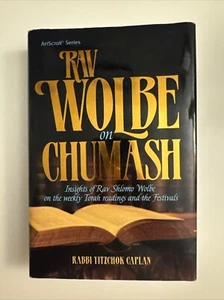 ArtScroll® Series
RAV
WOLBE
on
CHUMASH
Insights of Rav Shlomo Wolbe
on the weekly Torah readings and the Festivals
RABBI YITZCHOK CAPLAN